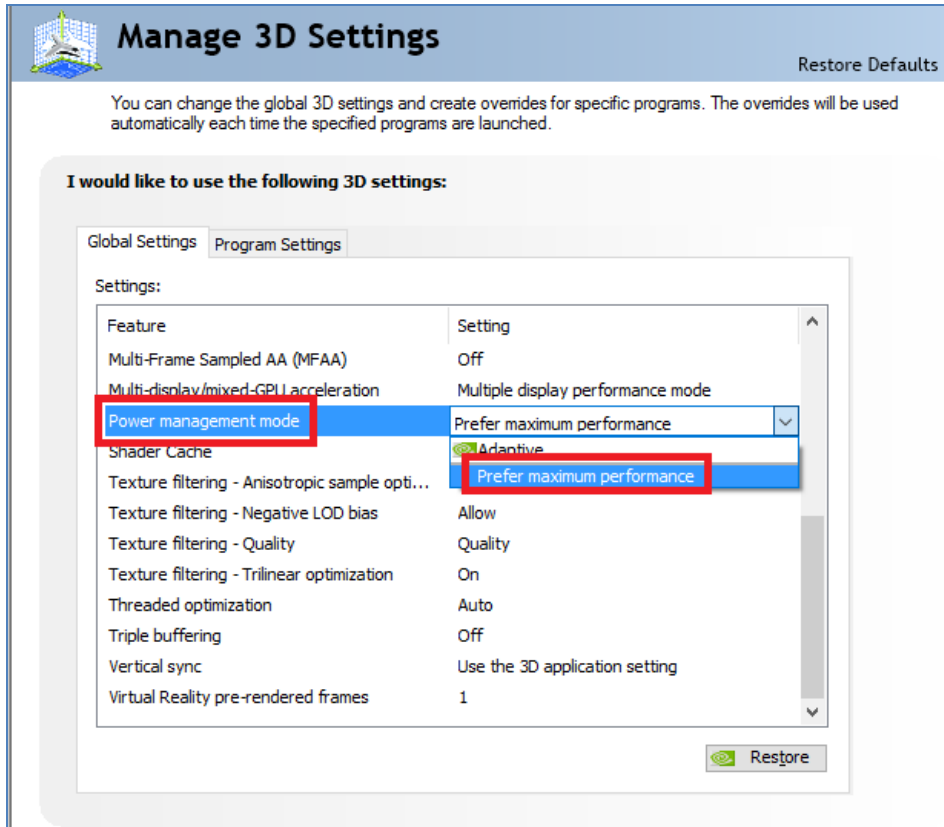 Manage 3D Settings
Restore Defaults
You can change the global 3D settings and create overrides for specific programs. The overrides will be used
automatically each time the specified programs are launched.
I would like to use the following 3D settings:
Global Settings Program Settings
Settings:
Feature Setting
Multi-Frame Sampled AA (MFAA) Off
Multi-display/mixed-GPU acceleration Multiple display performance mode
Power management mode Prefer maximum performance
Shader Cache Adaptive
Texture filtering - Anisotropic sample opti... Prefer maximum performance
Texture filtering - Negative LOD bias Allow
Texture filtering - Quality Quality
Texture filtering - Trilinear optimization On
Threaded optimization Auto
Triple buffering Off
Vertical sync Use the 3D application setting
Virtual Reality pre-rendered frames 1
Restore